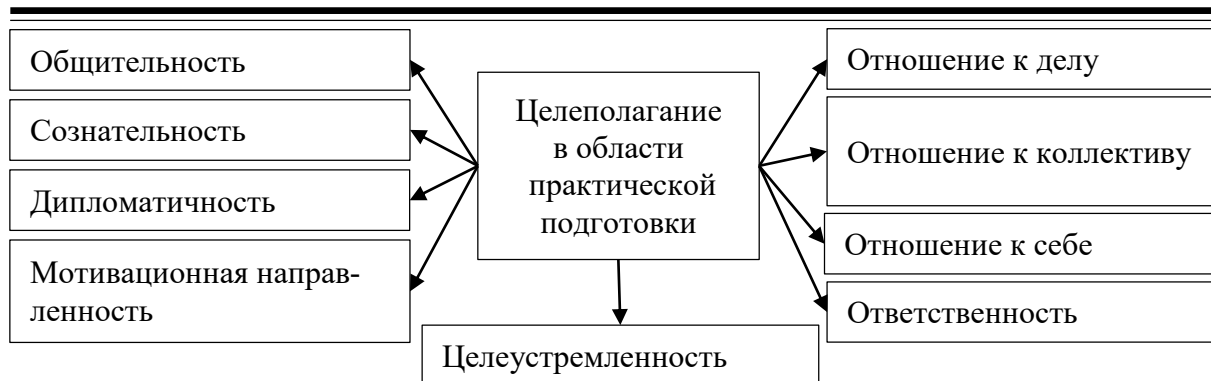 Общительность
Сознательность
Дипломатичность
Мотивационная направ-
ленность
Целеполагание
в области
практической
подготовки
Целеустремленность
Отношение к делу
Отношение к коллективу
Отношение к себе
Ответственность